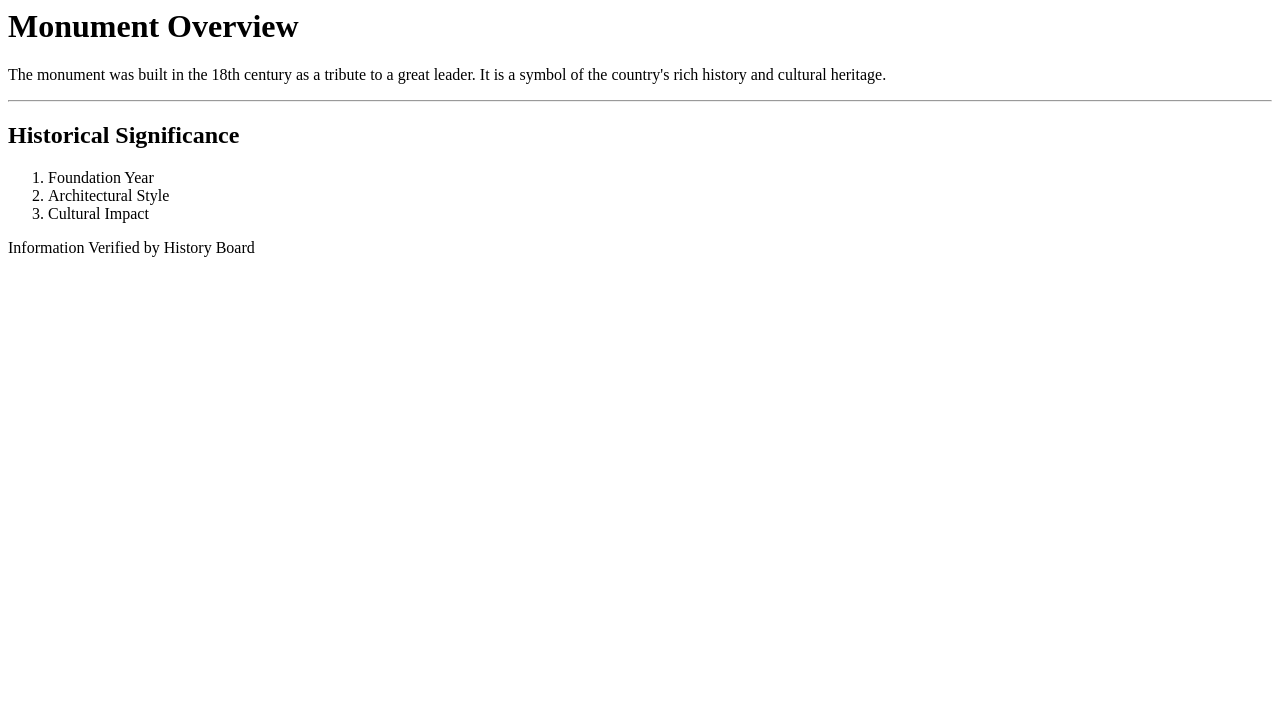 Monument Overview
The monument was built in the 18th century as a tribute to a great leader. It is a symbol of the country's rich history and cultural heritage.
Historical Significance
1. Foundation Year
2. Architectural Style
3. Cultural Impact
Information Verified by History Board